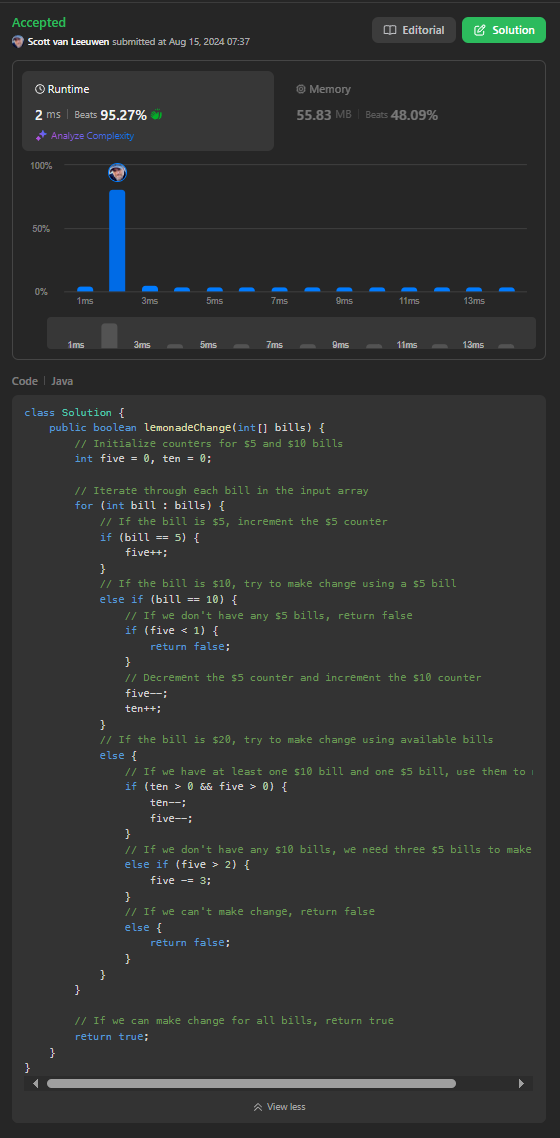 Accepted
Editorial
Solution
Scott van Leeuwen submitted at Aug 15, 2024 07:37
Runtime
2 ms | Beats 95.27%
Analyze Complexity
Memory
55.83 MB | Beats 48.09%
100%
50%
0%
1ms 3ms 5ms 7ms 9ms 11ms 13ms
1ms 3ms 5ms 7ms 9ms 11ms 13ms
Code | Java
class Solution {
    public boolean lemonadeChange(int[] bills) {
        // Initialize counters for $5 and $10 bills
        int five = 0, ten = 0;

        // Iterate through each bill in the input array
        for (int bill : bills) {
            // If the bill is $5, increment the $5 counter
            if (bill == 5) {
                five++;
            }
            // If the bill is $10, try to make change using a $5 bill
            else if (bill == 10) {
                // If we don't have any $5 bills, return false
                if (five < 1) {
                    return false;
                }
                // Decrement the $5 counter and increment the $10 counter
                five--;
                ten++;
            }
            // If the bill is $20, try to make change using available bills
            else {
                // If we have at least one $10 bill and one $5 bill, use them to
                if (ten > 0 && five > 0) {
                    ten--;
                    five--;
                }
                // If we don't have any $10 bills, we need three $5 bills to make
                else if (five > 2) {
                    five -= 3;
                }
                // If we can't make change, return false
                else {
                    return false;
                }
            }
        }

        // If we can make change for all bills, return true
        return true;
    }
}
View less